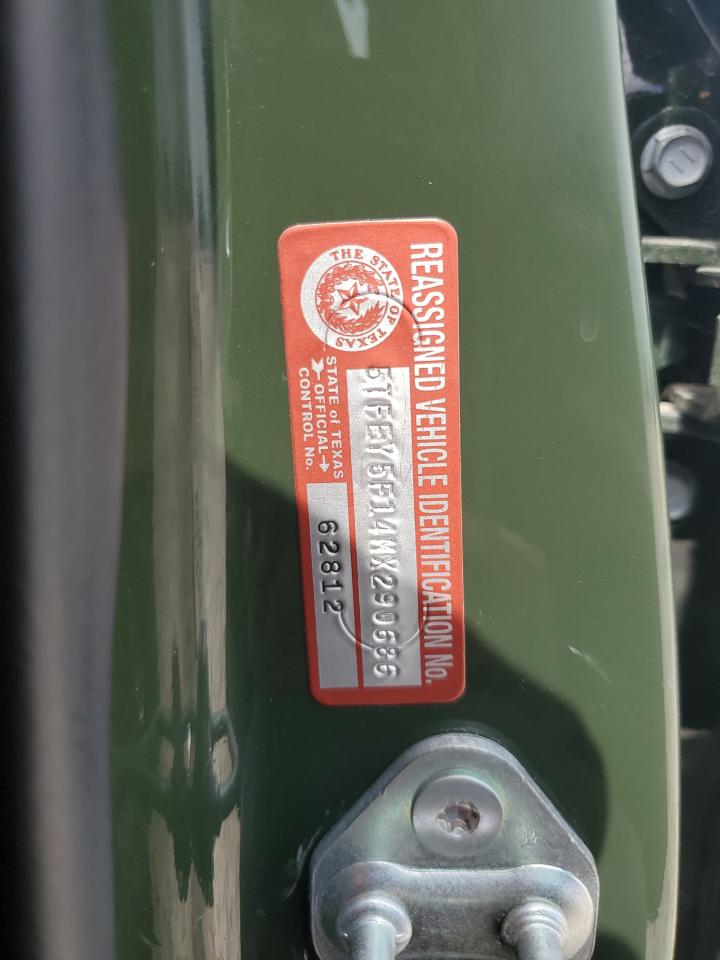 REASSIGNED VEHICLE IDENTIFICATION No.
THE STATE OF TEXAS
5TFEY5F14MX290686
STATE of TEXAS
OFFICIAL
CONTROL No.
62812